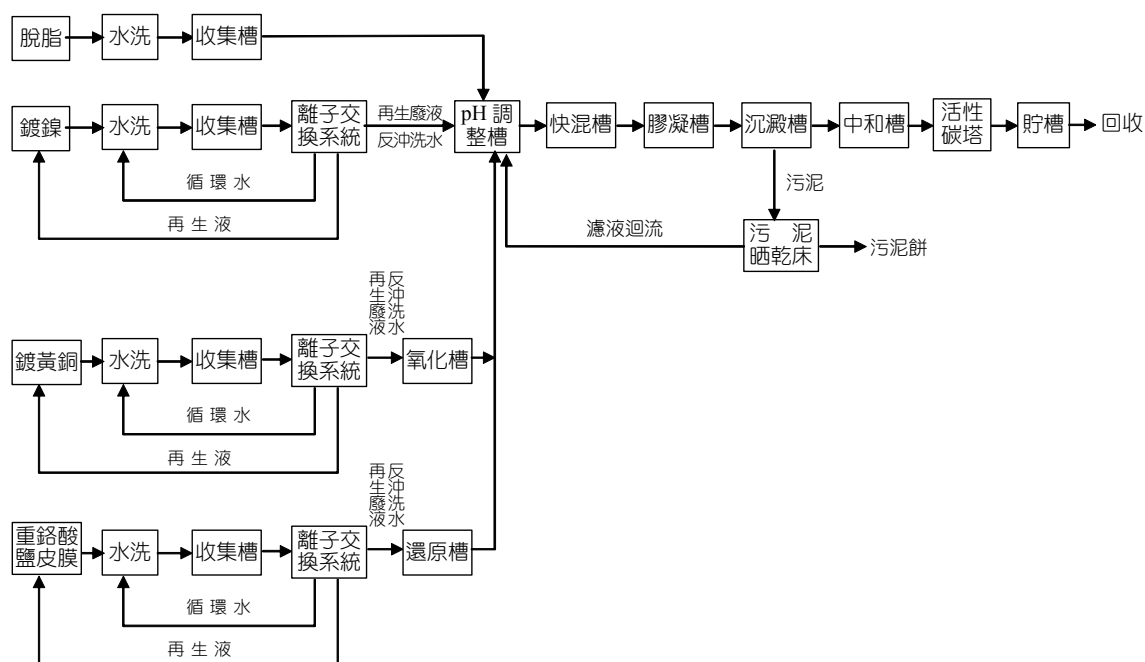 脫脂
水洗
收集槽
鍍鎳
水洗
收集槽
離子交
換系統
再生廢液
反沖洗水
pH 調
整槽
快混槽
膠凝槽
沉澱槽
中和槽
活性
碳塔
貯槽
回收
循環水
再生液
污泥
濾液迴流
污泥
晒乾床
污泥餅
再生廢液
反沖洗水
鍍黃銅
水洗
收集槽
離子交
換系統
氧化槽
循環水
再生液
再生廢液
反沖洗水
重鉻酸
鹽皮膜
水洗
收集槽
離子交
換系統
還原槽
循環水
再生液